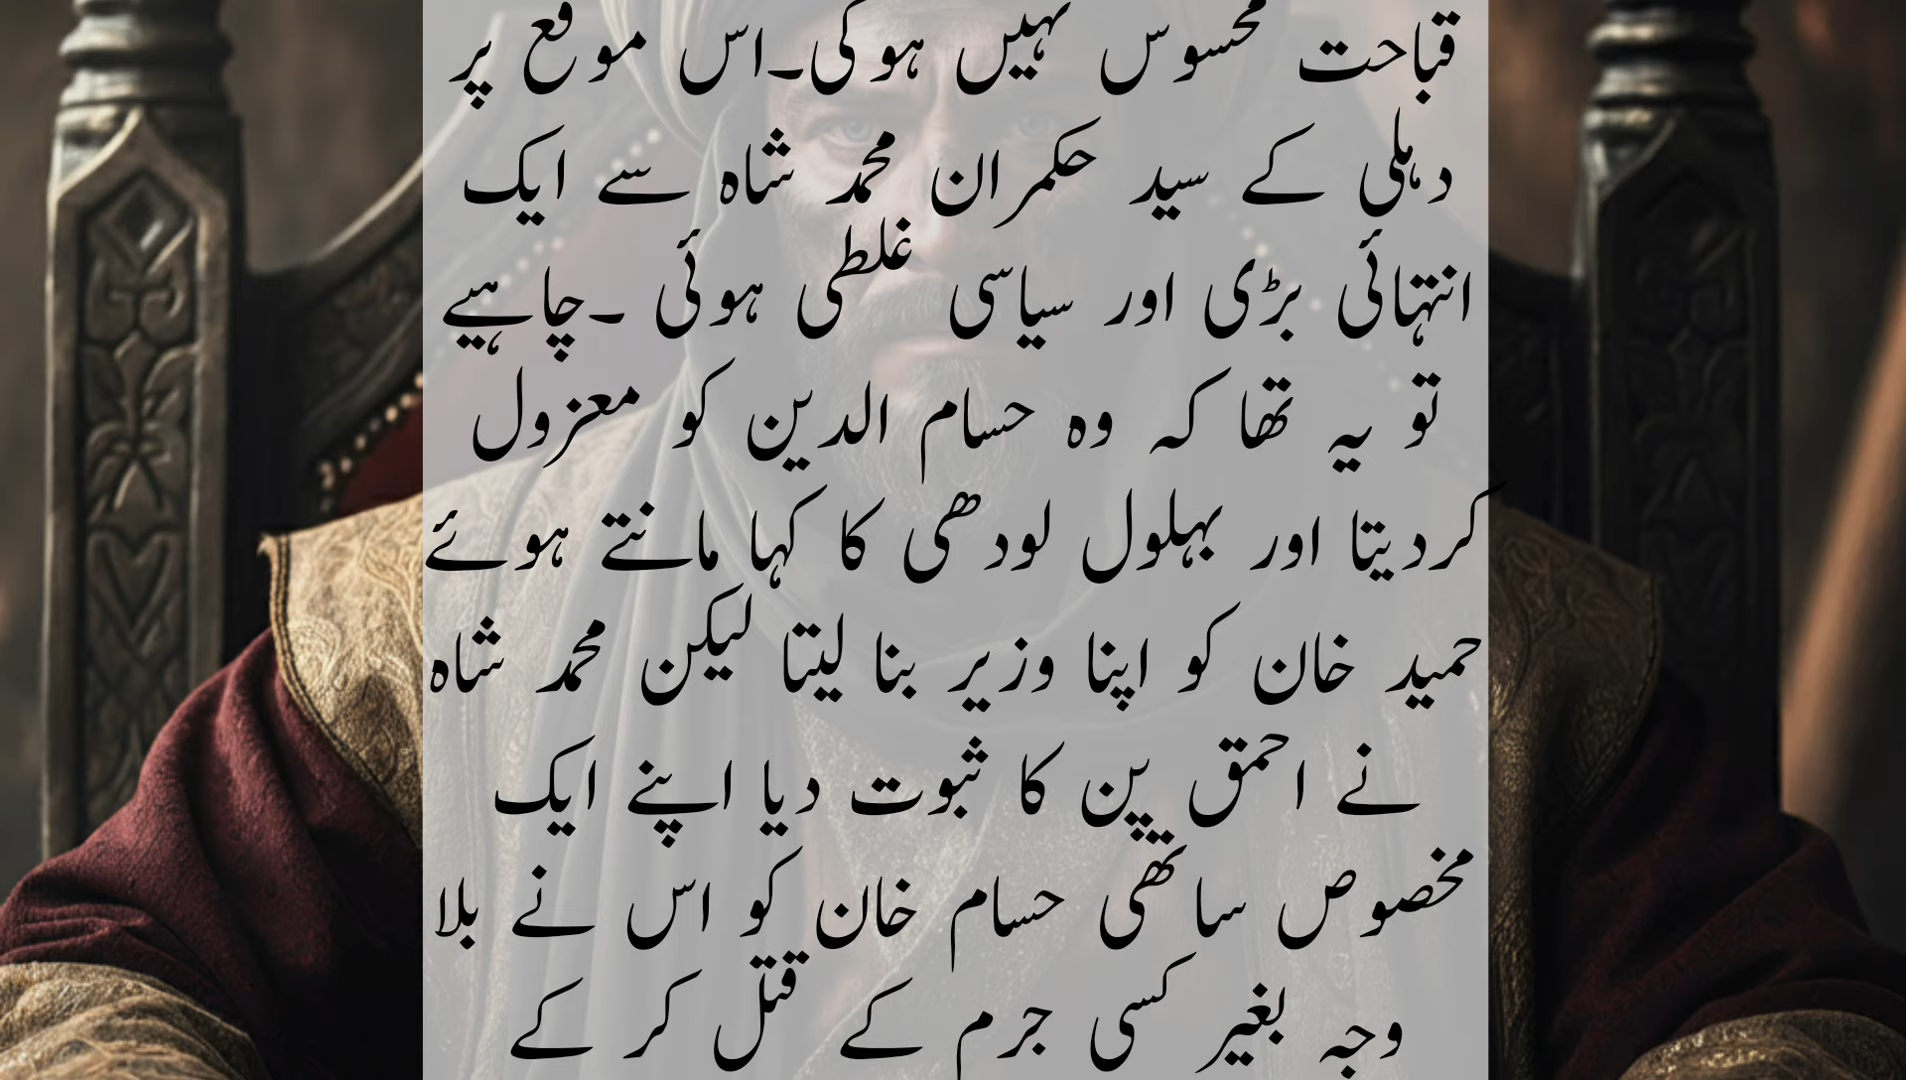 قباحت محسوس نہیں ہوگی۔اس موقع پر
دہلی کے سید حکمران محمد شاہ سے ایک
انتہائی بڑی اور سیاسی غلطی ہوئی ۔چاہیے
تو یہ تھا کہ وہ حسام الدین کو معزول
کردیتا اور بہلول لودھی کا کہا مانتے ہوئے
حمید خان کو اپنا وزیر بنا لیتا لیکن محمد شاہ
نے احمق پن کا ثبوت دیا اپنے ایک
مخصوص ساتھی حسام خان کو اس نے بلا
وجہ بغیر کسی جرم کے قتل کر کے